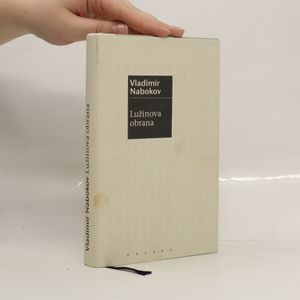 Vladimir
Nabokov
Lužinova
obrana
Vladimir Nabokov Lužinova obrana